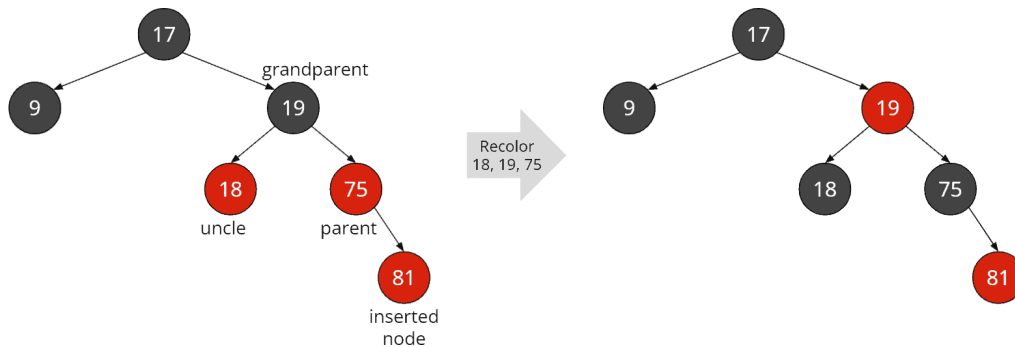 17
grandparent
9
19
18
75
uncle
parent
81
inserted
node
Recolor
18, 19, 75
17
9
19
18
75
81